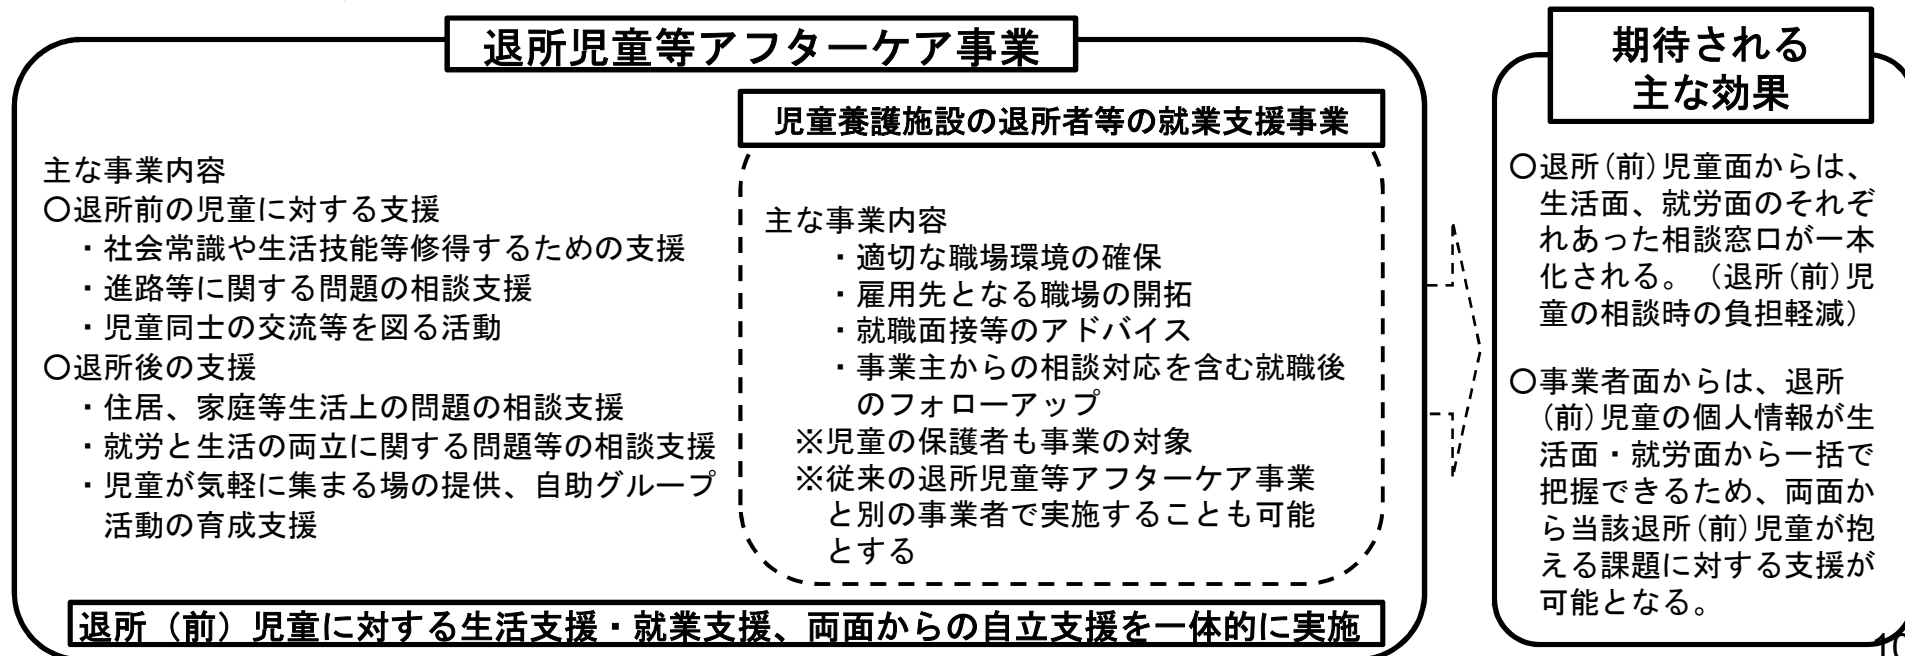 退所児童等アフターケア事業
主な事業内容
〇退所前の児童に対する支援
・社会常識や生活技能等修得するための支援
・進路等に関する問題の相談支援
・児童同士の交流等を図る活動
〇退所後の支援
・住居、家庭等生活上の問題の相談支援
・就労と生活の両立に関する問題等の相談支援
・児童が気軽に集まる場の提供、自助グループ
活動の育成支援
児童養護施設の退所者等の就業支援事業
主な事業内容
・適切な職場環境の確保
・雇用先となる職場の開拓
・就職面接等のアドバイス
・事業主からの相談対応を含む就職後
のフォローアップ
※児童の保護者も事業の対象
※従来の退所児童等アフターケア事業
と別の事業者で実施することも可能
とする
退所（前）児童に対する生活支援・就業支援、両面からの自立支援を一体的に実施
期待される
主な効果
〇退所(前)児童面からは、
生活面、就労面のそれぞ
れあった相談窓口が一本
化される。（退所(前)児
童の相談時の負担軽減）
〇事業者面からは、退所
(前)児童の個人情報が生
活面・就労面から一括で
把握できるため、両面か
ら当該退所(前)児童が抱
える課題に対する支援が
可能となる。
10